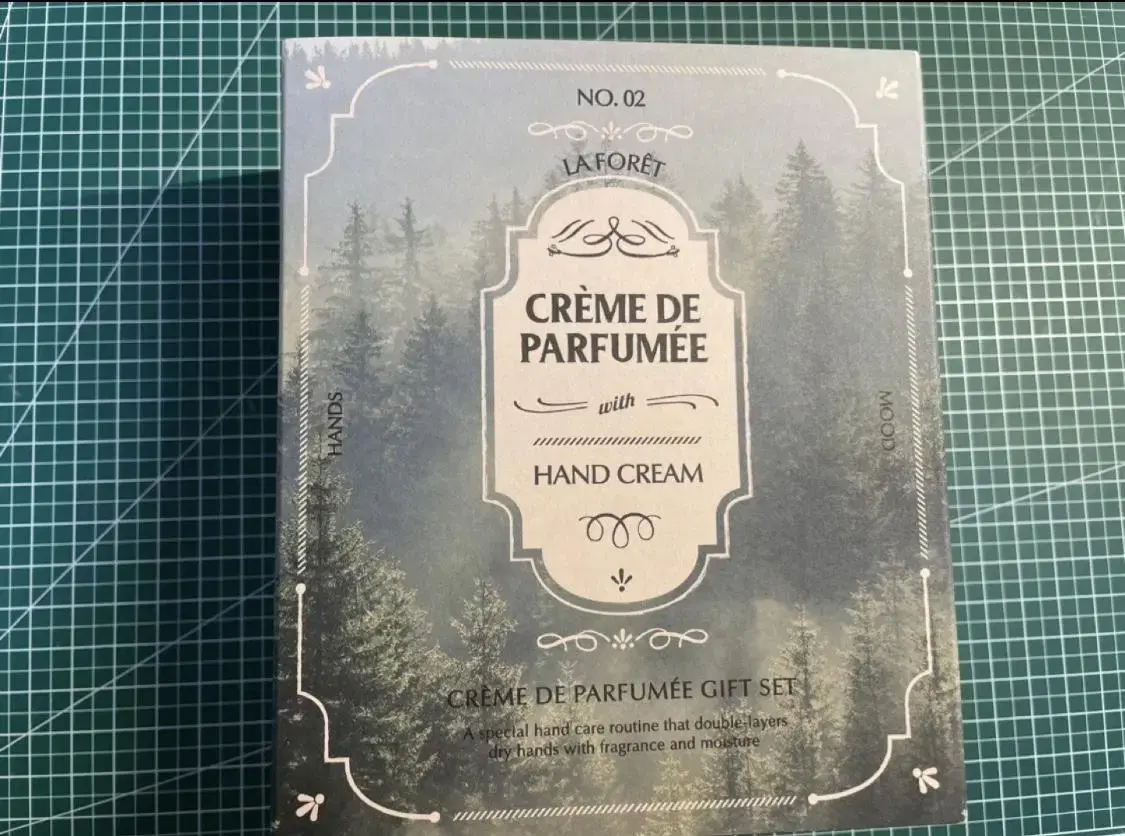 NO. 02
LA FORÊT
CRÈME DE
PARFUMÉE
with
HAND CREAM
HANDS
MOOD
CRÈME DE PARFUMÉE GIFT SET
A special hand care routine that double-layers
dry hands with fragrance and moisture